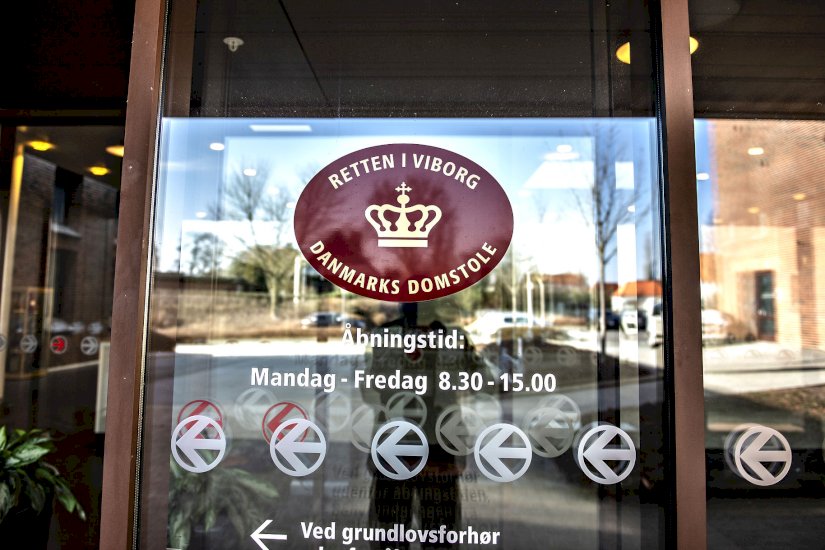 RETTEN I VIBORG
DANMARKS DOMSTOLE
Åbningstid:
Mandag - Fredag 8.30 - 15.00
Ved grundlovsforhør